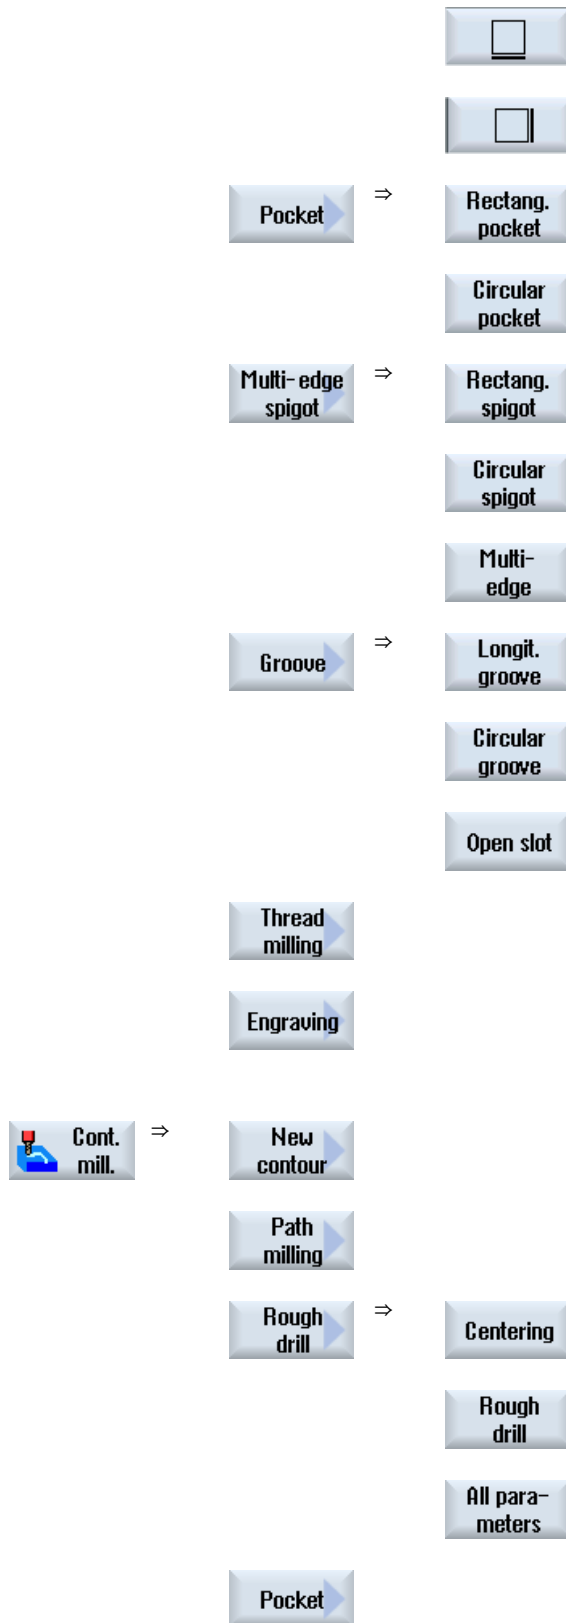 Pocket ⇒ Rectang.
pocket
Circular
pocket
Multi-edge
spigot ⇒ Rectang.
spigot
Circular
spigot
Multi-
edge
Groove ⇒ Longit.
groove
Circular
groove
Open slot
Thread
milling
Engraving
Cont.
mill. ⇒ New
contour
Path
milling
Rough
drill ⇒ Centering
Rough
drill
All para-
meters
Pocket